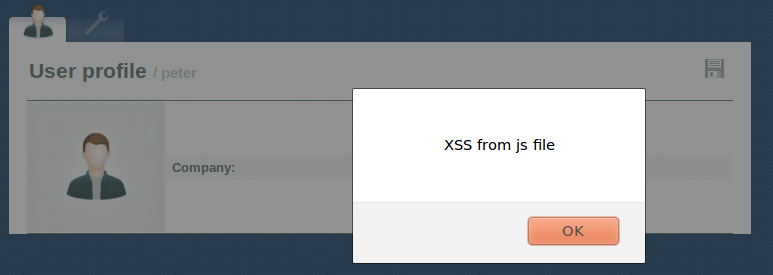 User profile / peter
XSS from js file
Company:
OK